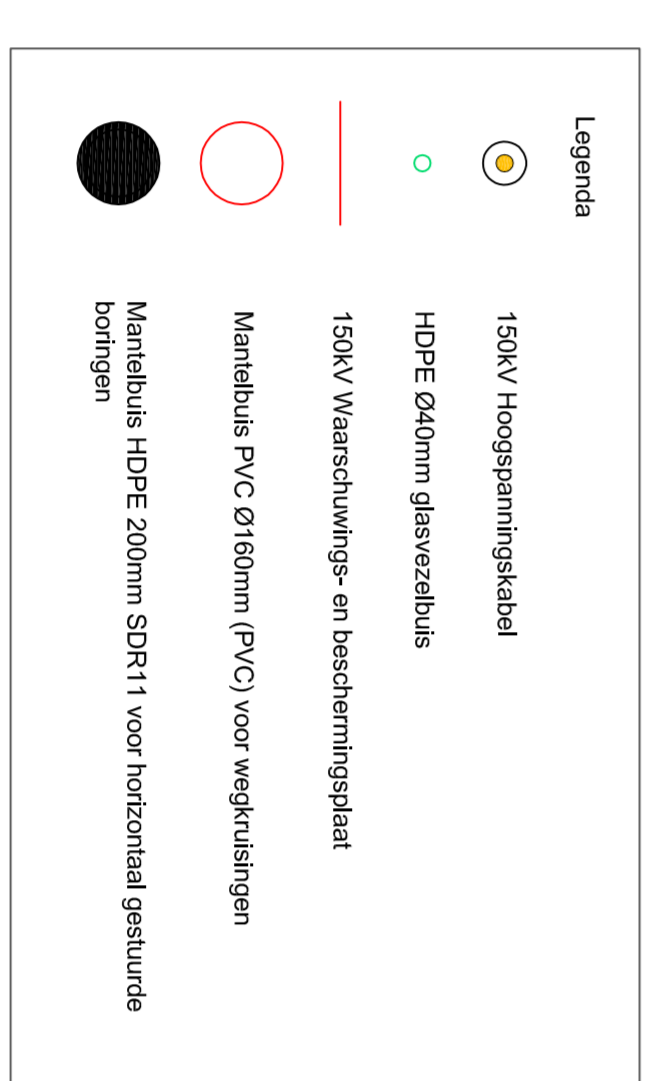 Legenda
150kV Hoogspanningskabel
HDPE Ø40mm glasvezelbuis
150kV Waarschuwings- en beschermingsplaat
Mantelbuis PVC Ø160mm (PVC) voor wegkruisingen
Mantelbuis HDPE 200mm SDR11 voor horizontaal gestuurde
boringen